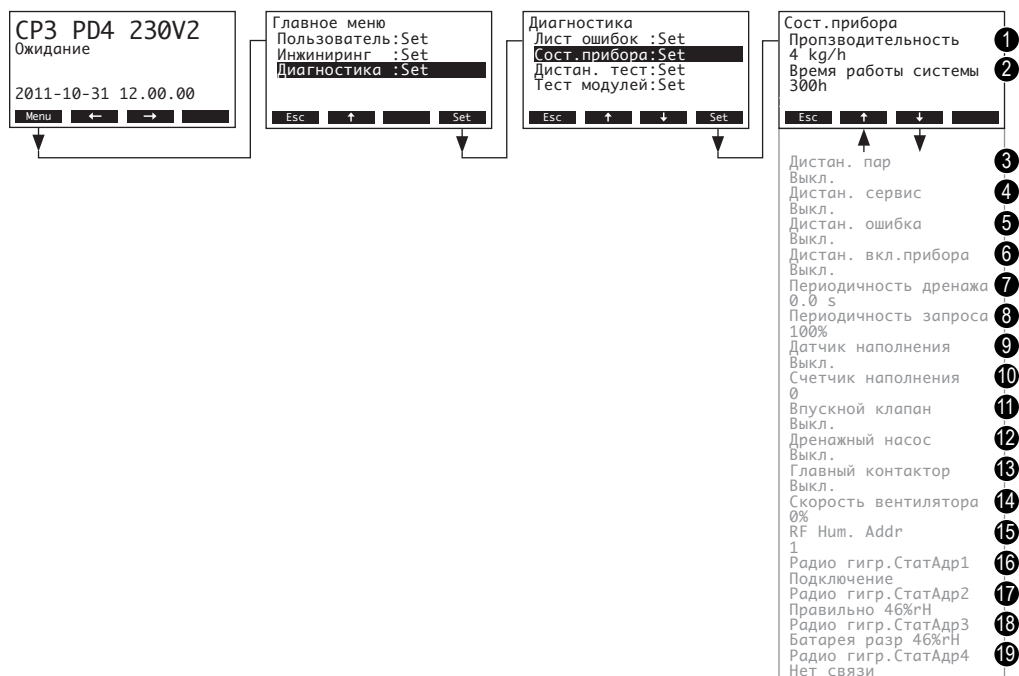 CP3 PD4 230V2
Ожидание
2011-10-31 12.00.00
Menu ← →
Главное меню
Пользователь:Set
Инжиниринг :Set
Диагностика :Set
Esc ↑ Set
Диагностика
Лист ошибок :Set
Сост.прибора:Set
Дистан. тест:Set
Тест модулей:Set
Esc ↑ ↓ Set
Сост.прибора
Пропзводительность 1
4 kg/h
Время работы системы 2
300h
Esc ↑ ↓
Дистан. пар 3
Выкл.
Дистан. сервис 4
Выкл.
Дистан. ошибка 5
Выкл.
Дистан. вкл.прибора 6
Выкл.
Периодичность дренажа 7
0.0 s
Периодичность запроса 8
100%
Датчик наполнения 9
Выкл.
Счетчик наполнения 10
0
Впускной клапан 11
Выкл.
Дренажный насос 12
Выкл.
Главный контактор 13
Выкл.
Скорость вентилятора 14
0%
RF Hum. Addr 15
1
Радио гигр.СтатАдр1 16
Подключение
Радио гигр.СтатАдр2 17
Правильно 46%rH
Радио гигр.СтатАдр3 18
Батарея разр 46%rH
Радио гигр.СтатАдр4 19
Нет связи